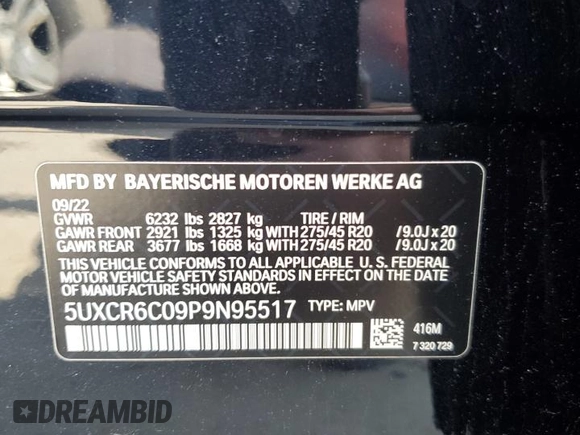 MFD BY BAYERISCHE MOTOREN WERKE AG
09/22
GVWR 6232 lbs 2827 kg TIRE / RIM
GAWR FRONT 2921 lbs 1325 kg WITH 275/45 R20 /9.0J x 20
GAWR REAR 3677 lbs 1668 kg WITH 275/45 R20 /9.0J x 20
THIS VEHICLE CONFORMS TO ALL APPLICABLE U. S. FEDERAL
MOTOR VEHICLE SAFETY STANDARDS IN EFFECT ON THE
DATE OF MANUFACTURE SHOWN ABOVE.
5UXCR6C09P9N95517 TYPE: MPV
416M
7 320 729
DREAMBID